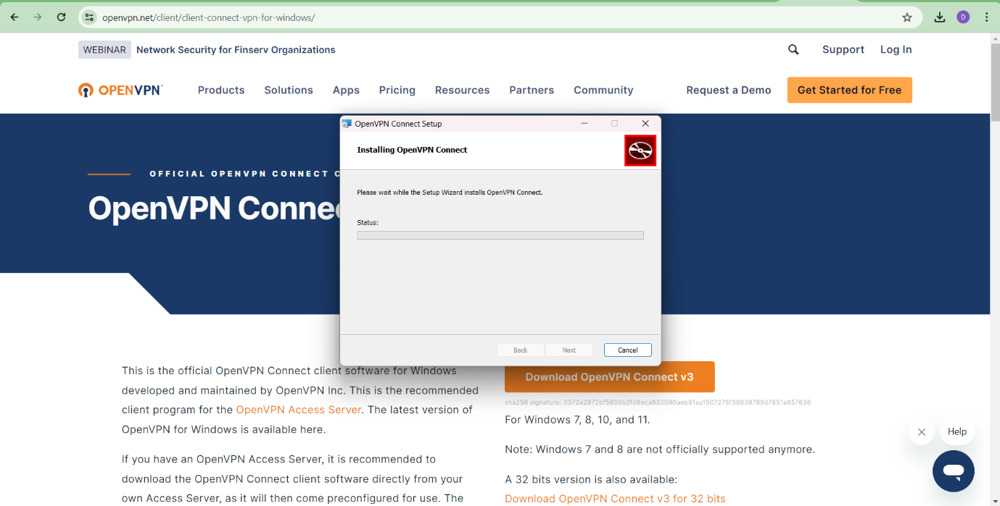 openvpn.net/client/client-connect-vpn-for-windows/
D
WEBINAR Network Security for Finserv Organizations
Support Log In
OPENVPN
Products Solutions Apps Pricing Resources Partners Community Request a Demo Get Started for Free
OpenVPN Connect Setup
Installing OpenVPN Connect
Please wait while the Setup Wizard installs OpenVPN Connect.
Status:
Back Next Cancel
OFFICIAL OPENVPN CONNECT C
OpenVPN Connec
This is the official OpenVPN Connect client software for Windows
developed and maintained by OpenVPN Inc. This is the recommended
client program for the OpenVPN Access Server. The latest version of
OpenVPN for Windows is available here.
If you have an OpenVPN Access Server, it is recommended to
download the OpenVPN Connect client software directly from your
own Access Server, as it will then come preconfigured for use. The
Download OpenVPN Connect v3
sha256 signature: 3372a2872bf5609b2fd6eca832090aeb91aa1507276f39839789d7851a657636
For Windows 7, 8, 10, and 11.
Note: Windows 7 and 8 are not officially supported anymore.
A 32 bits version is also available:
Download OpenVPN Connect v3 for 32 bits
Help